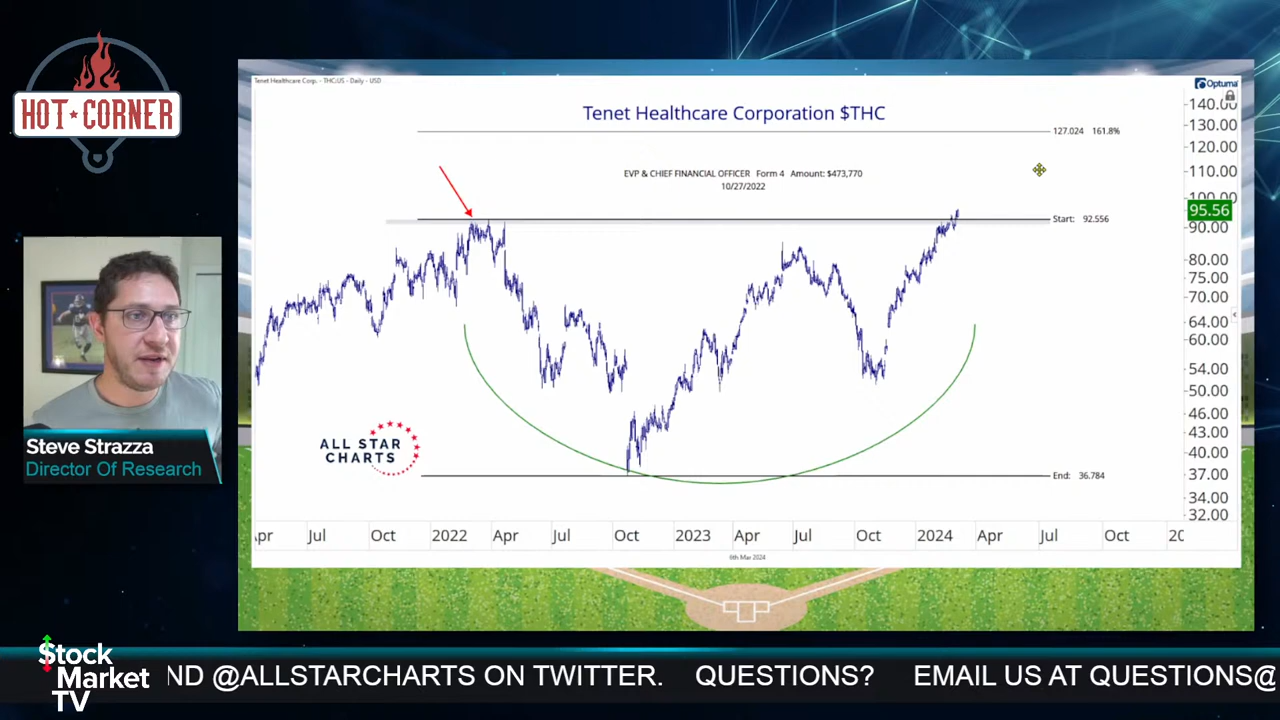 HOT★CORNER
Tenet Healthcare Corp. - THC:US - Daily - USD
Optuma
Tenet Healthcare Corporation $THC
127.024 161.8%
EVP & CHIEF FINANCIAL OFFICER Form 4 Amount: $473,770
10/27/2022
Start: 92.556
End: 36.784
140.00
130.00
120.00
110.00
100.00
95.56
90.00
80.00
75.00
70.00
64.00
60.00
54.00
50.00
46.00
43.00
40.00
37.00
34.00
32.00
ALL STAR
CHARTS
Apr Jul Oct 2022 Apr Jul Oct 2023 Apr Jul Oct 2024 Apr Jul Oct 20
6th Mar 2024
Steve Strazza
Director Of Research
$tock
Market
TV
ND @ALLSTARCHARTS ON TWITTER. QUESTIONS? EMAIL US AT QUESTIONS@